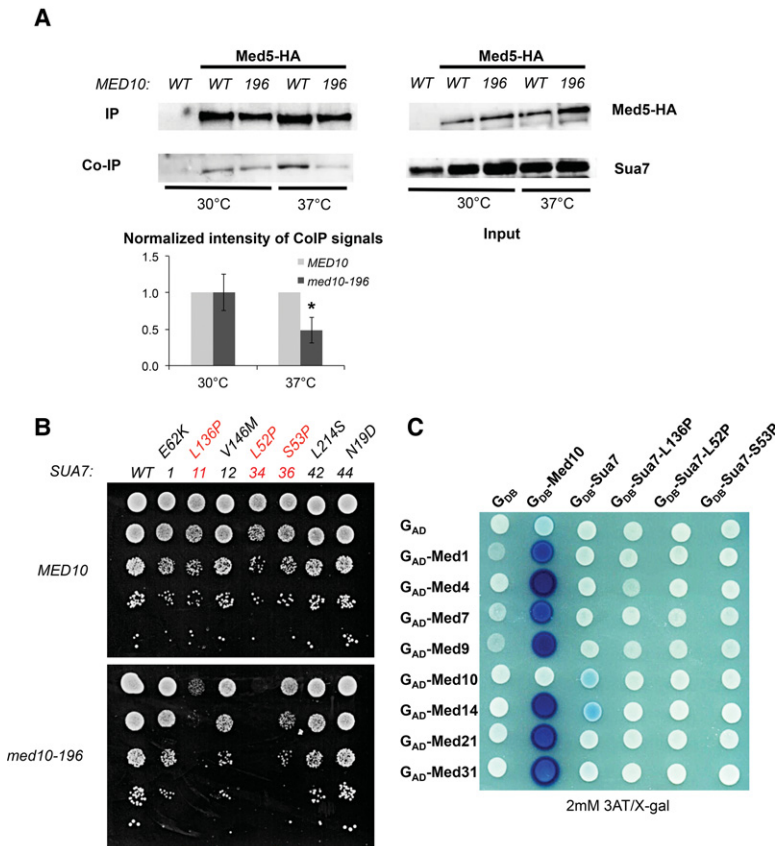 A
Med5-HA
MED10: WT WT 196 WT 196
IP
Co-IP
30°C 37°C
Med5-HA
WT WT 196 WT 196
Med5-HA
Sua7
30°C 37°C
Input
Normalized intensity of CoIP signals
MED10
med10-196
1.5
1.0
0.5
0.0
*
30°C 37°C
B
E62K L136P V146M L52P S53P L214S N19D
SUA7: WT 1 11 12 34 36 42 44
MED10
med10-196
C
GDB GDB-Med10 GDB-Sua7 GDB-Sua7-L136P GDB-Sua7-L52P GDB-Sua7-S53P
GAD
GAD-Med1
GAD-Med4
GAD-Med7
GAD-Med9
GAD-Med10
GAD-Med14
GAD-Med21
GAD-Med31
2mM 3AT/X-gal